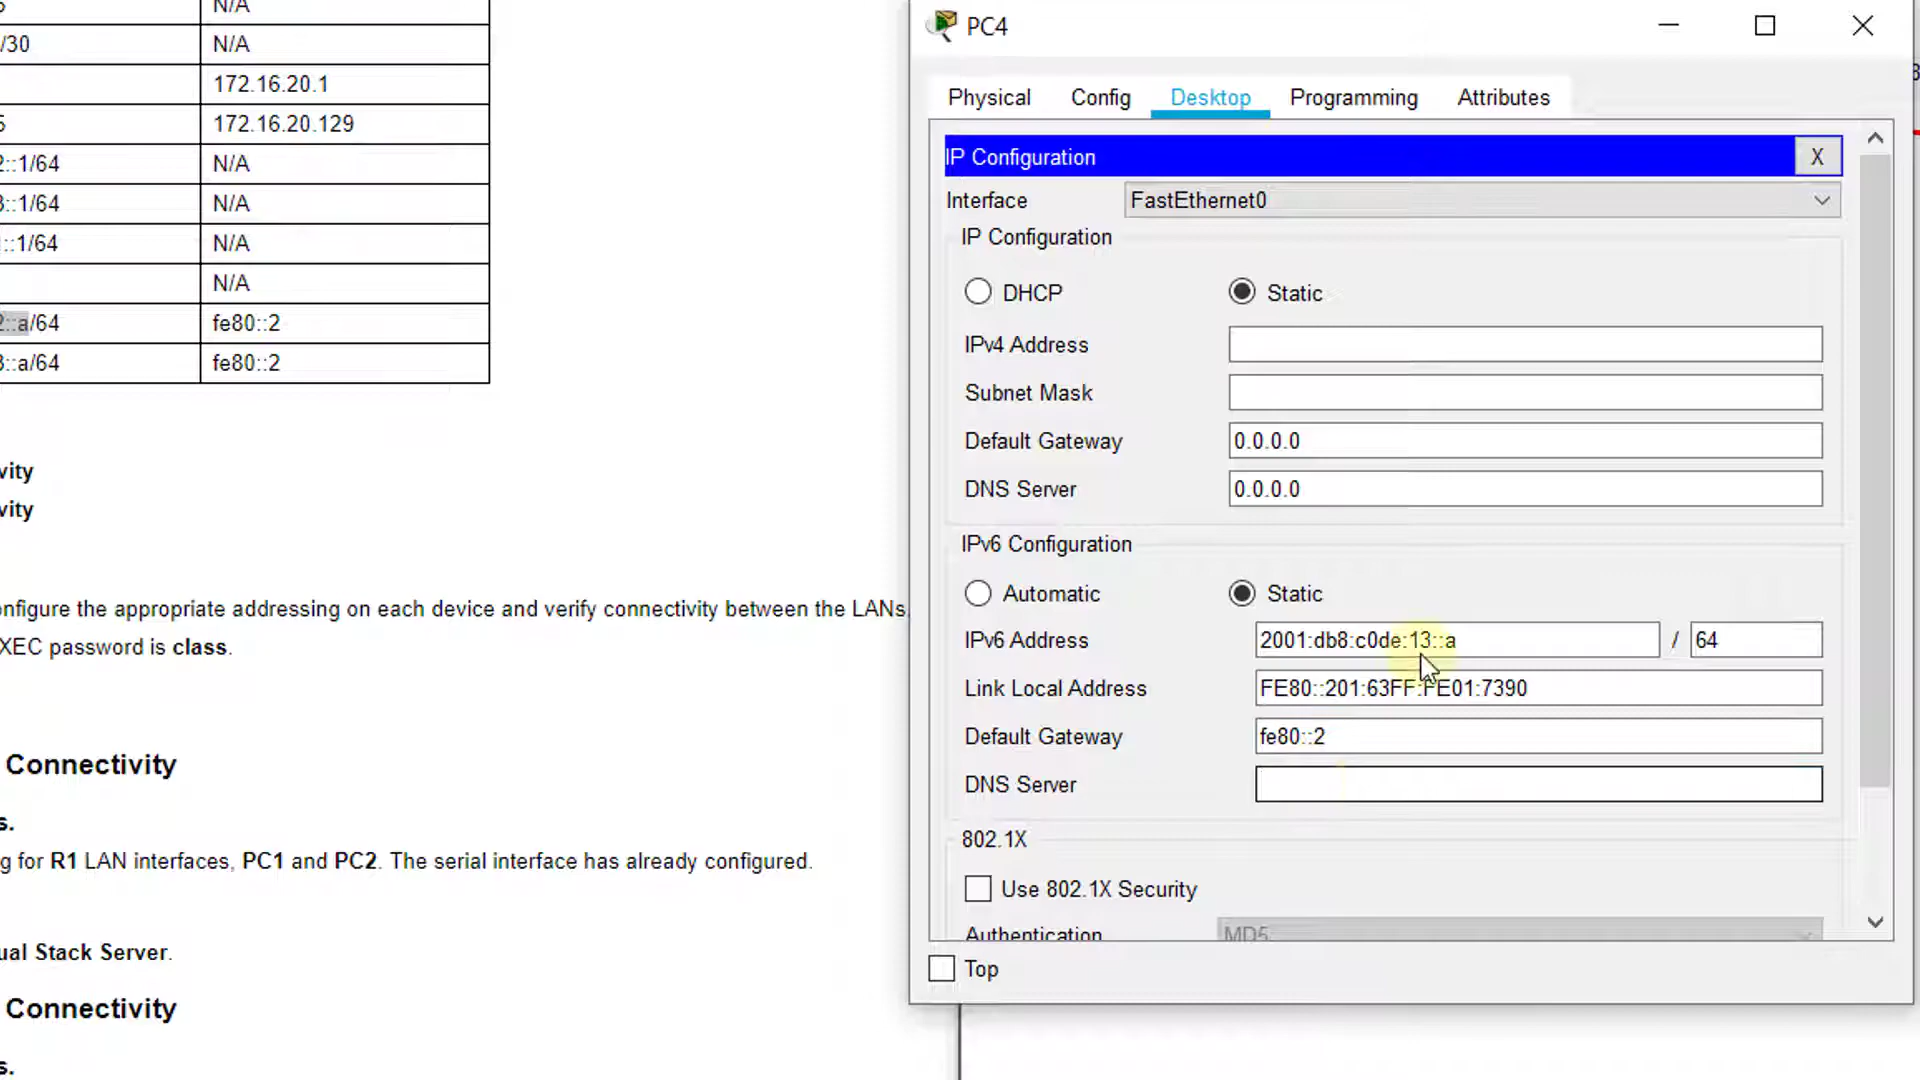 N/A
/30
N/A
172.16.20.1
5
172.16.20.129
2::1/64
N/A
3::1/64
N/A
::1/64
N/A
N/A
2::a/64
fe80::2
3::a/64
fe80::2
vity
vity
onfigure the appropriate addressing on each device and verify connectivity between the LANs.
XEC password is class.
Connectivity
s.
g for R1 LAN interfaces, PC1 and PC2. The serial interface has already configured.
ual Stack Server.
Connectivity
s.
PC4
Physical
Config
Desktop
Programming
Attributes
IP Configuration
X
Interface
FastEthernet0
IP Configuration
DHCP
Static
IPv4 Address
Subnet Mask
Default Gateway
0.0.0.0
DNS Server
0.0.0.0
IPv6 Configuration
Automatic
Static
IPv6 Address
2001:db8:c0de:13::a
/
64
Link Local Address
FE80::201:63FF:FE01:7390
Default Gateway
fe80::2
DNS Server
802.1X
Use 802.1X Security
Authentication
MD5
Top